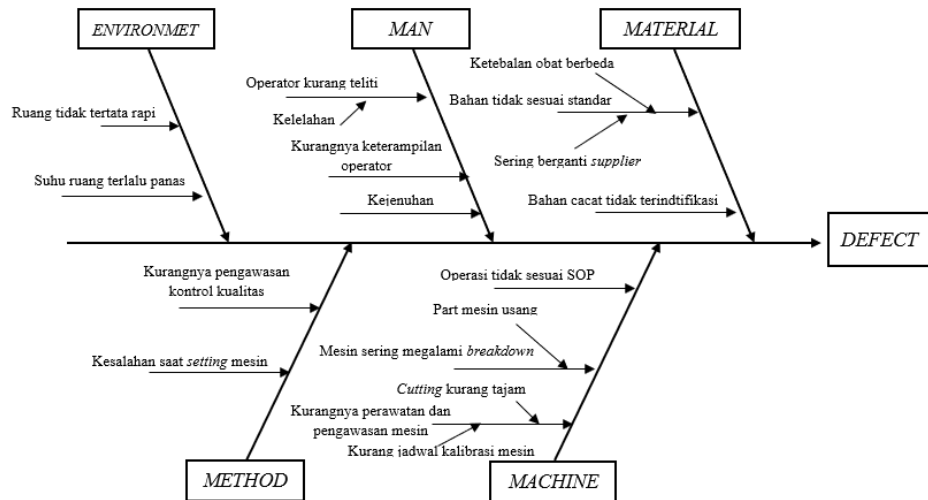 ENVIRONMET
MAN
MATERIAL
Ketebalan obat berbeda
Operator kurang teliti
Bahan tidak sesuai standar
Ruang tidak tertata rapi
Kelelahan
Kurangnya keterampilan
operator
Sering berganti supplier
Suhu ruang terlalu panas
Kejenuhan
Bahan cacat tidak terindtifikasi
DEFECT
Kurangnya pengawasan
kontrol kualitas
Operasi tidak sesuai SOP
Part mesin usang
Kesalahan saat setting mesin
Mesin sering megalami breakdown
Cutting kurang tajam
Kurangnya perawatan dan
pengawasan mesin
Kurang jadwal kalibrasi mesin
METHOD
MACHINE